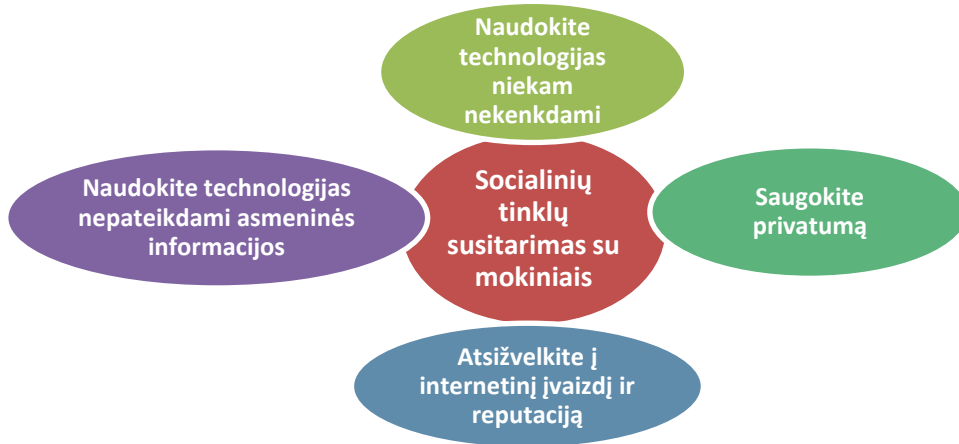 Naudokite
technologijas
niekam
nekenkdami
Naudokite technologijas
nepateikdami asmeninės
informacijos
Socialinių
tinklų
susitarimas su
mokiniais
Saugokite
privatumą
Atsižvelkite į
internetinį įvaizdį ir
reputaciją